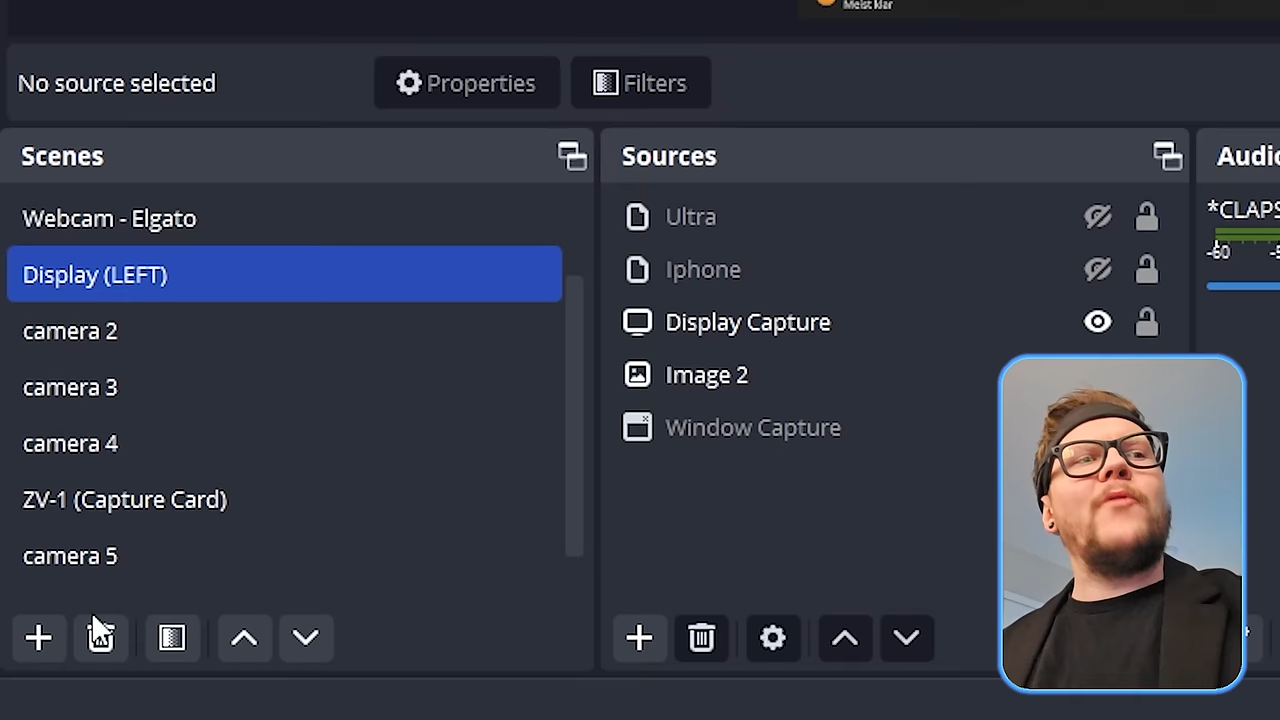 Meist klar
No source selected
Properties
Filters
Scenes
Sources
Webcam - Elgato
Display (LEFT)
camera 2
camera 3
camera 4
ZV-1 (Capture Card)
camera 5
Ultra
Iphone
Display Capture
Image 2
Window Capture
Audio
*CLAPS
-60